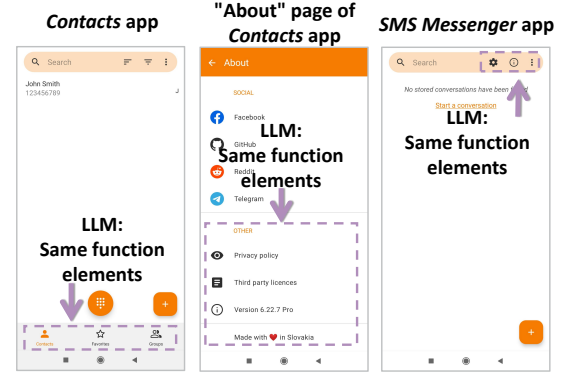 Contacts app
Search
John Smith
123456789
J
LLM:
Same function
elements
Contacts
Favorites
Groups
"About" page of
Contacts app
About
SOCIAL
Facebook
GitHub
Reddit
Telegram
LLM:
Same function
elements
OTHER
Privacy policy
Third party licences
Version 6.22.7 Pro
Made with ❤ in Slovakia
SMS Messenger app
Search
No stored conversations have been found
Start a conversation
LLM:
Same function
elements